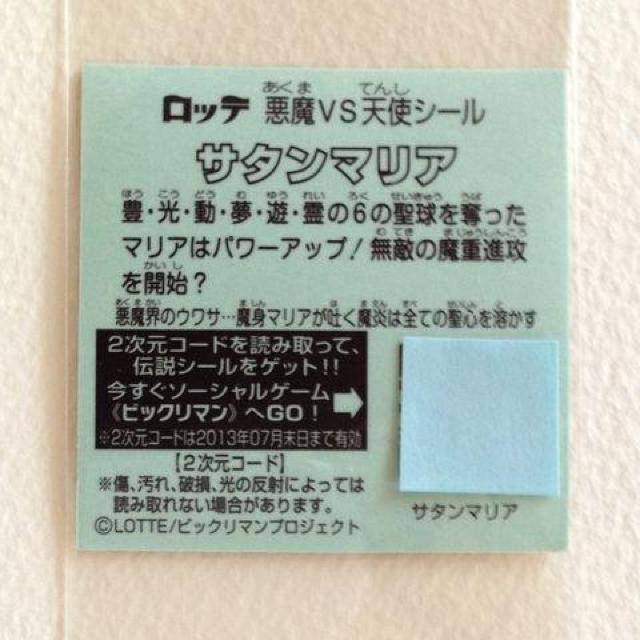 ロッテ 悪魔VS天使シール
サタンマリア
豊・光・動・夢・遊・霊の6の聖球を奪った
マリアはパワーアップ!無敵の魔重進攻
を開始?
悪魔界のウワサ…魔身マリアが吐く魔炎は全ての聖心を溶かす
2次元コードを読み取って、
伝説シールをゲット!!
今すぐソーシャルゲーム
《ビックリマン》へGO!
※2次元コードは2013年07月末日まで有効
【2次元コード】
※傷、汚れ、破損、光の反射によっては
読み取れない場合があります。
©LOTTE/ビックリマンプロジェクト
サタンマリア